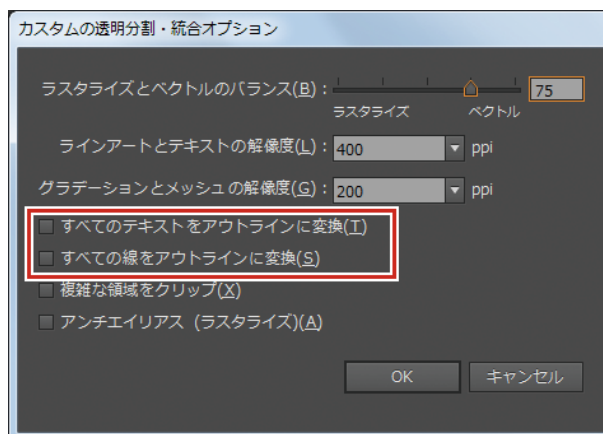 カスタムの透明分割・統合オプション
ラスタライズとベクトルのバランス(B)： 75
ラスタライズ ベクトル
ラインアートとテキストの解像度(L)： 400 ppi
グラデーションとメッシュの解像度(G)： 200 ppi
すべてのテキストをアウトラインに変換(T)
すべての線をアウトラインに変換(S)
複雑な領域をクリップ(X)
アンチエイリアス (ラスタライズ)(A)
OK キャンセル